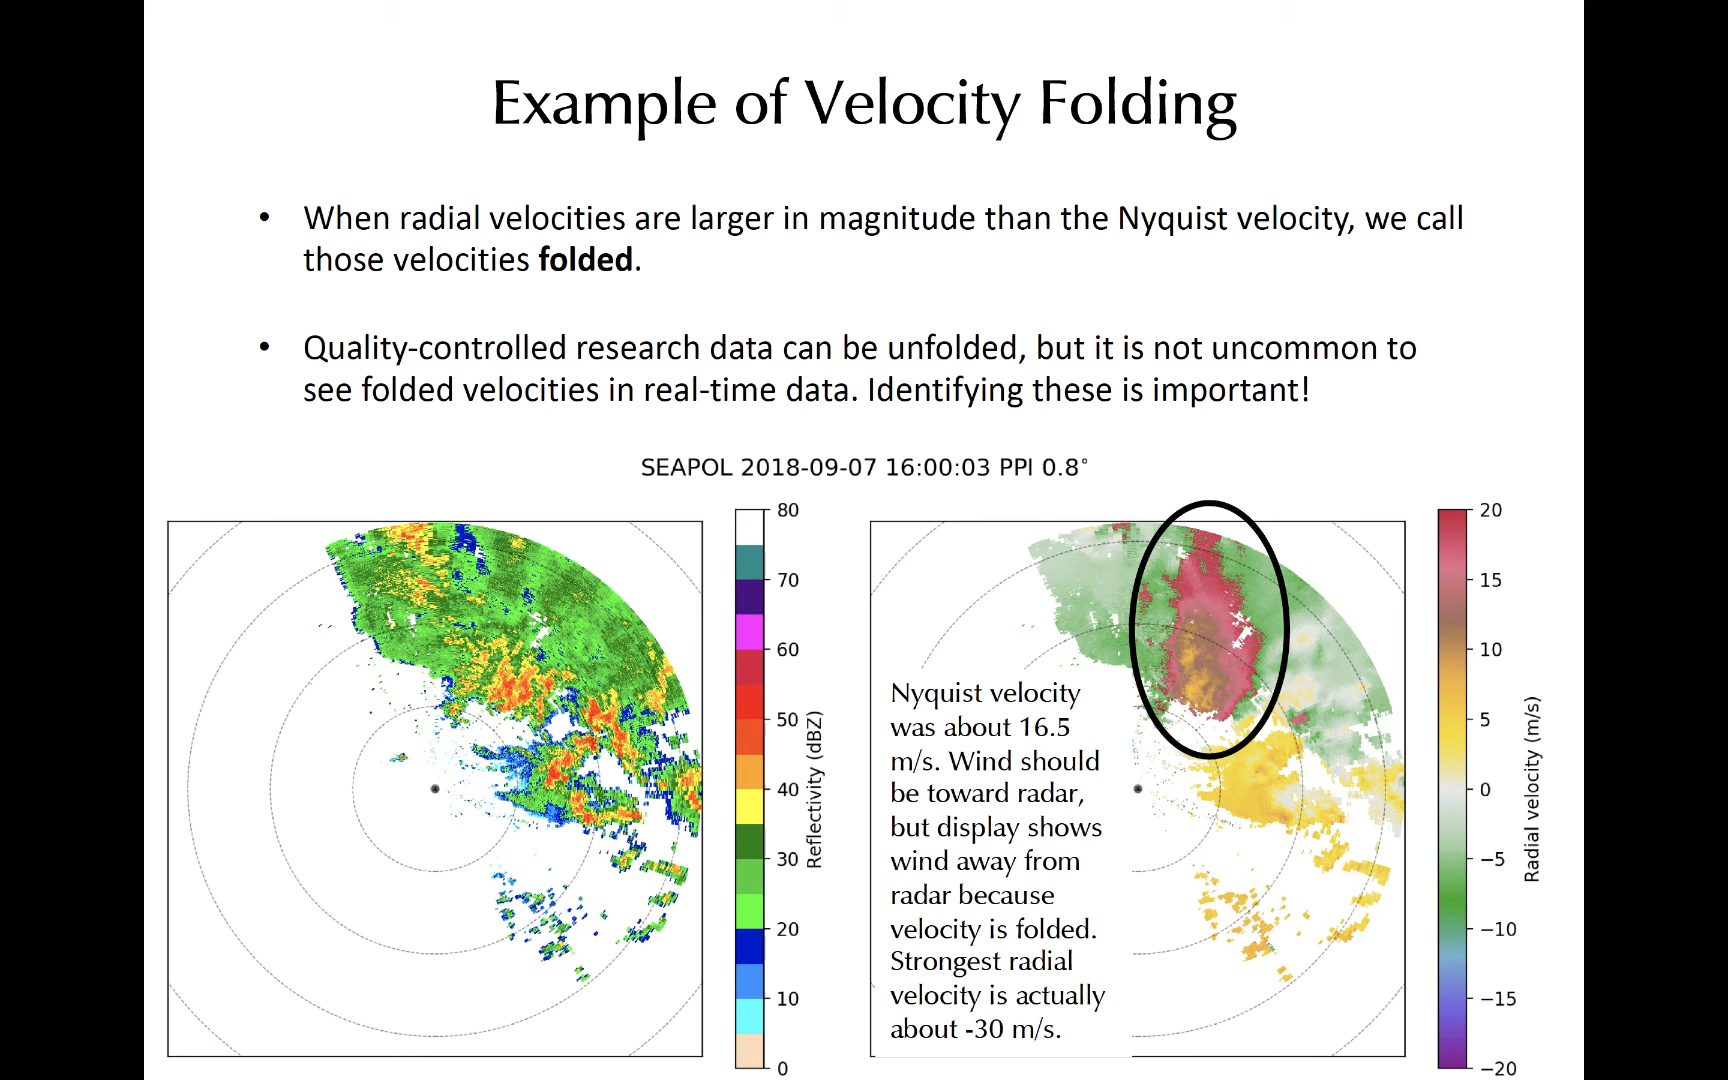 Example of Velocity Folding
• When radial velocities are larger in magnitude than the Nyquist velocity, we call
those velocities folded.
• Quality-controlled research data can be unfolded, but it is not uncommon to
see folded velocities in real-time data. Identifying these is important!
SEAPOL 2018-09-07 16:00:03 PPI 0.8°
80
70
60
50
40
30
20
10
0
Reflectivity (dBZ)
Nyquist velocity
was about 16.5
m/s. Wind should
be toward radar,
but display shows
wind away from
radar because
velocity is folded.
Strongest radial
velocity is actually
about -30 m/s.
20
15
10
5
0
−5
−10
−15
−20
Radial velocity (m/s)